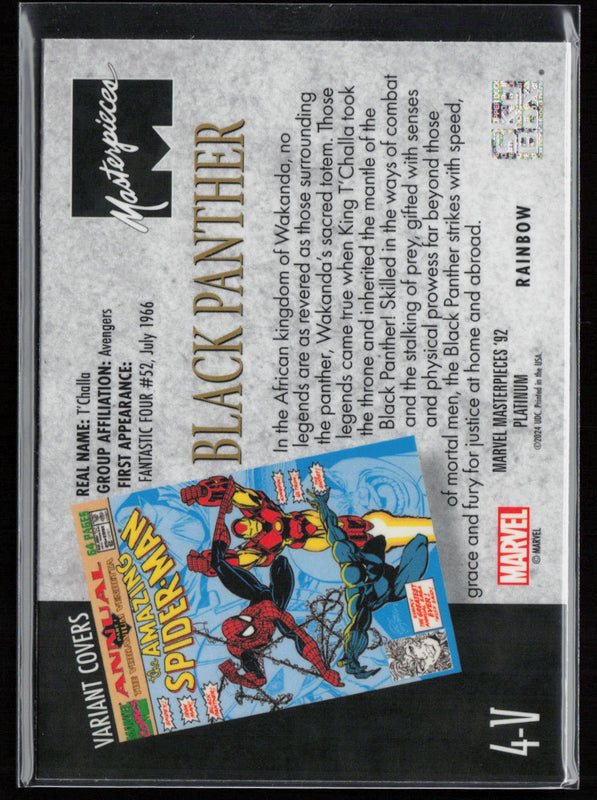 Masterpieces
BLACK PANTHER
REAL NAME: T'Challa
GROUP AFFILIATION: Avengers
FIRST APPEARANCE:
FANTASTIC FOUR #52, July 1966
In the African kingdom of Wakanda, no
legends are as revered as those surrounding
the panther, Wakanda's sacred totem. Those
legends came true when King T'Challa took
the throne and inherited the mantle of the
Black Panther! Skilled in the ways of combat
and the stalking of prey, gifted with senses
and physical prowess far beyond those
of mortal men, the Black Panther strikes with speed,
grace and fury for justice at home and abroad.
VARIANT COVERS
64 PAGES
ANNUAL
THE VIBRANIUM VENDETTA
the AMAZING
SPIDER-MAN
MARVEL
© MARVEL
MARVEL MASTERPIECES '92
PLATINUM
©2024 UDC. Printed in the USA.
RAINBOW
4-V